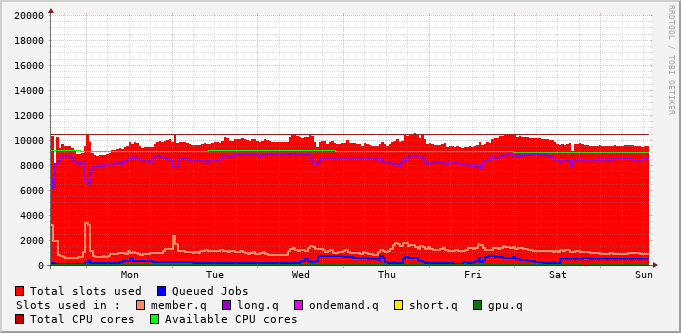 20000
18000
16000
14000
12000
10000
8000
6000
4000
2000
0
Mon Tue Wed Thu Fri Sat Sun
RRDTOOL / TOBI OETIKER
Total slots used Queued Jobs
Slots used in : member.q long.q ondemand.q short.q gpu.q
Total CPU cores Available CPU cores